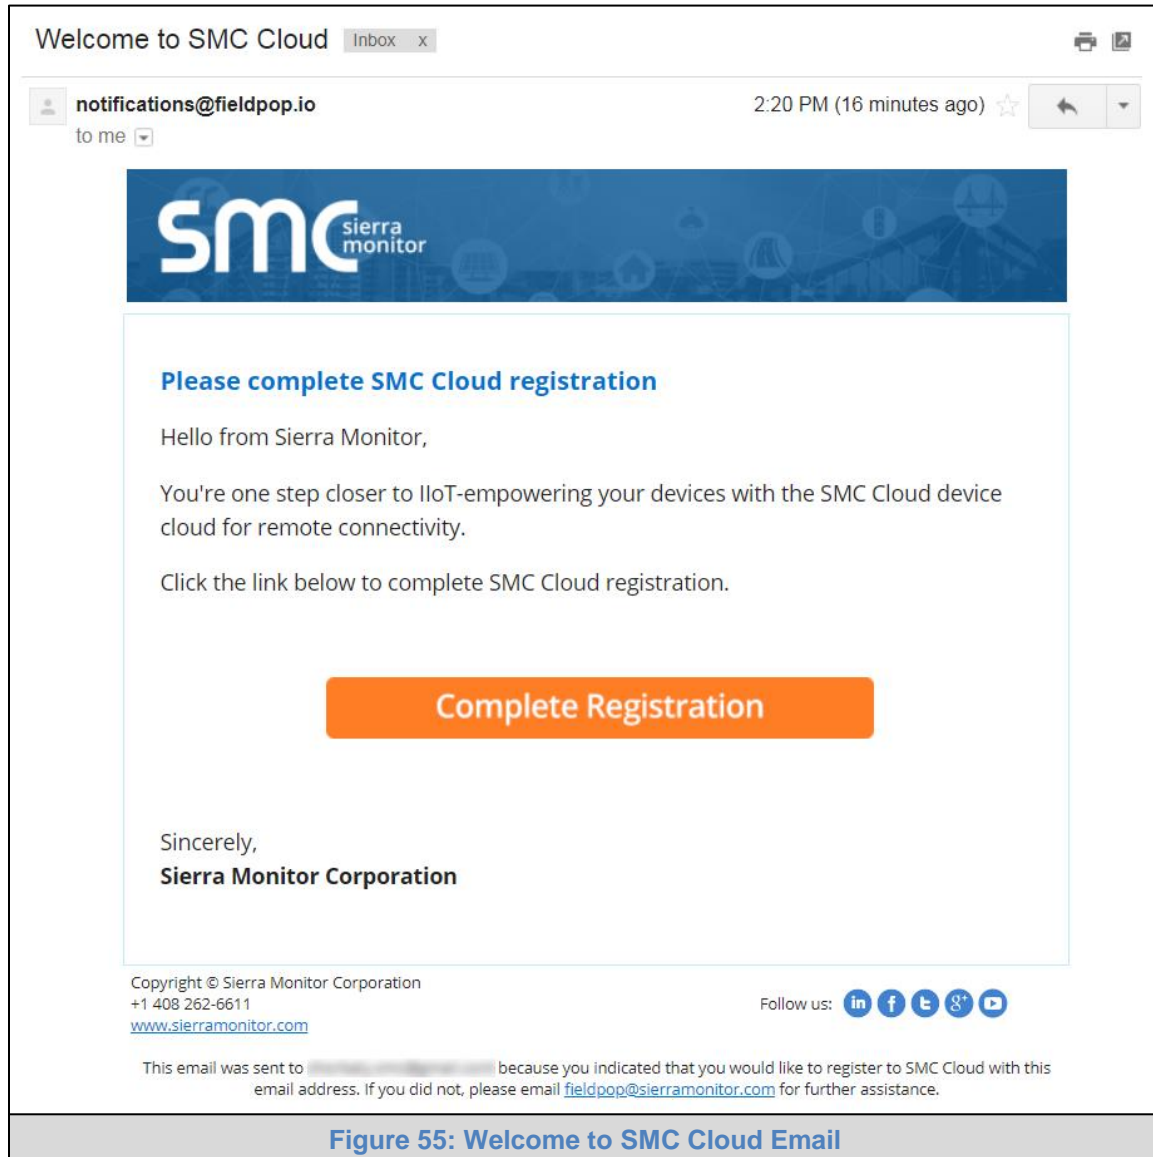 Welcome to SMC Cloud Inbox x
notifications@fieldpop.io 2:20 PM (16 minutes ago)
to me
smc sierra
monitor
Please complete SMC Cloud registration
Hello from Sierra Monitor,
You're one step closer to IIoT-empowering your devices with the SMC Cloud device
cloud for remote connectivity.
Click the link below to complete SMC Cloud registration.
Complete Registration
Sincerely,
Sierra Monitor Corporation
Copyright © Sierra Monitor Corporation
+1 408 262-6611
www.sierramonitor.com
Follow us: in f t g+
This email was sent to because you indicated that you would like to register to SMC Cloud with this
email address. If you did not, please email fieldpop@sierramonitor.com for further assistance.
Figure 55: Welcome to SMC Cloud Email